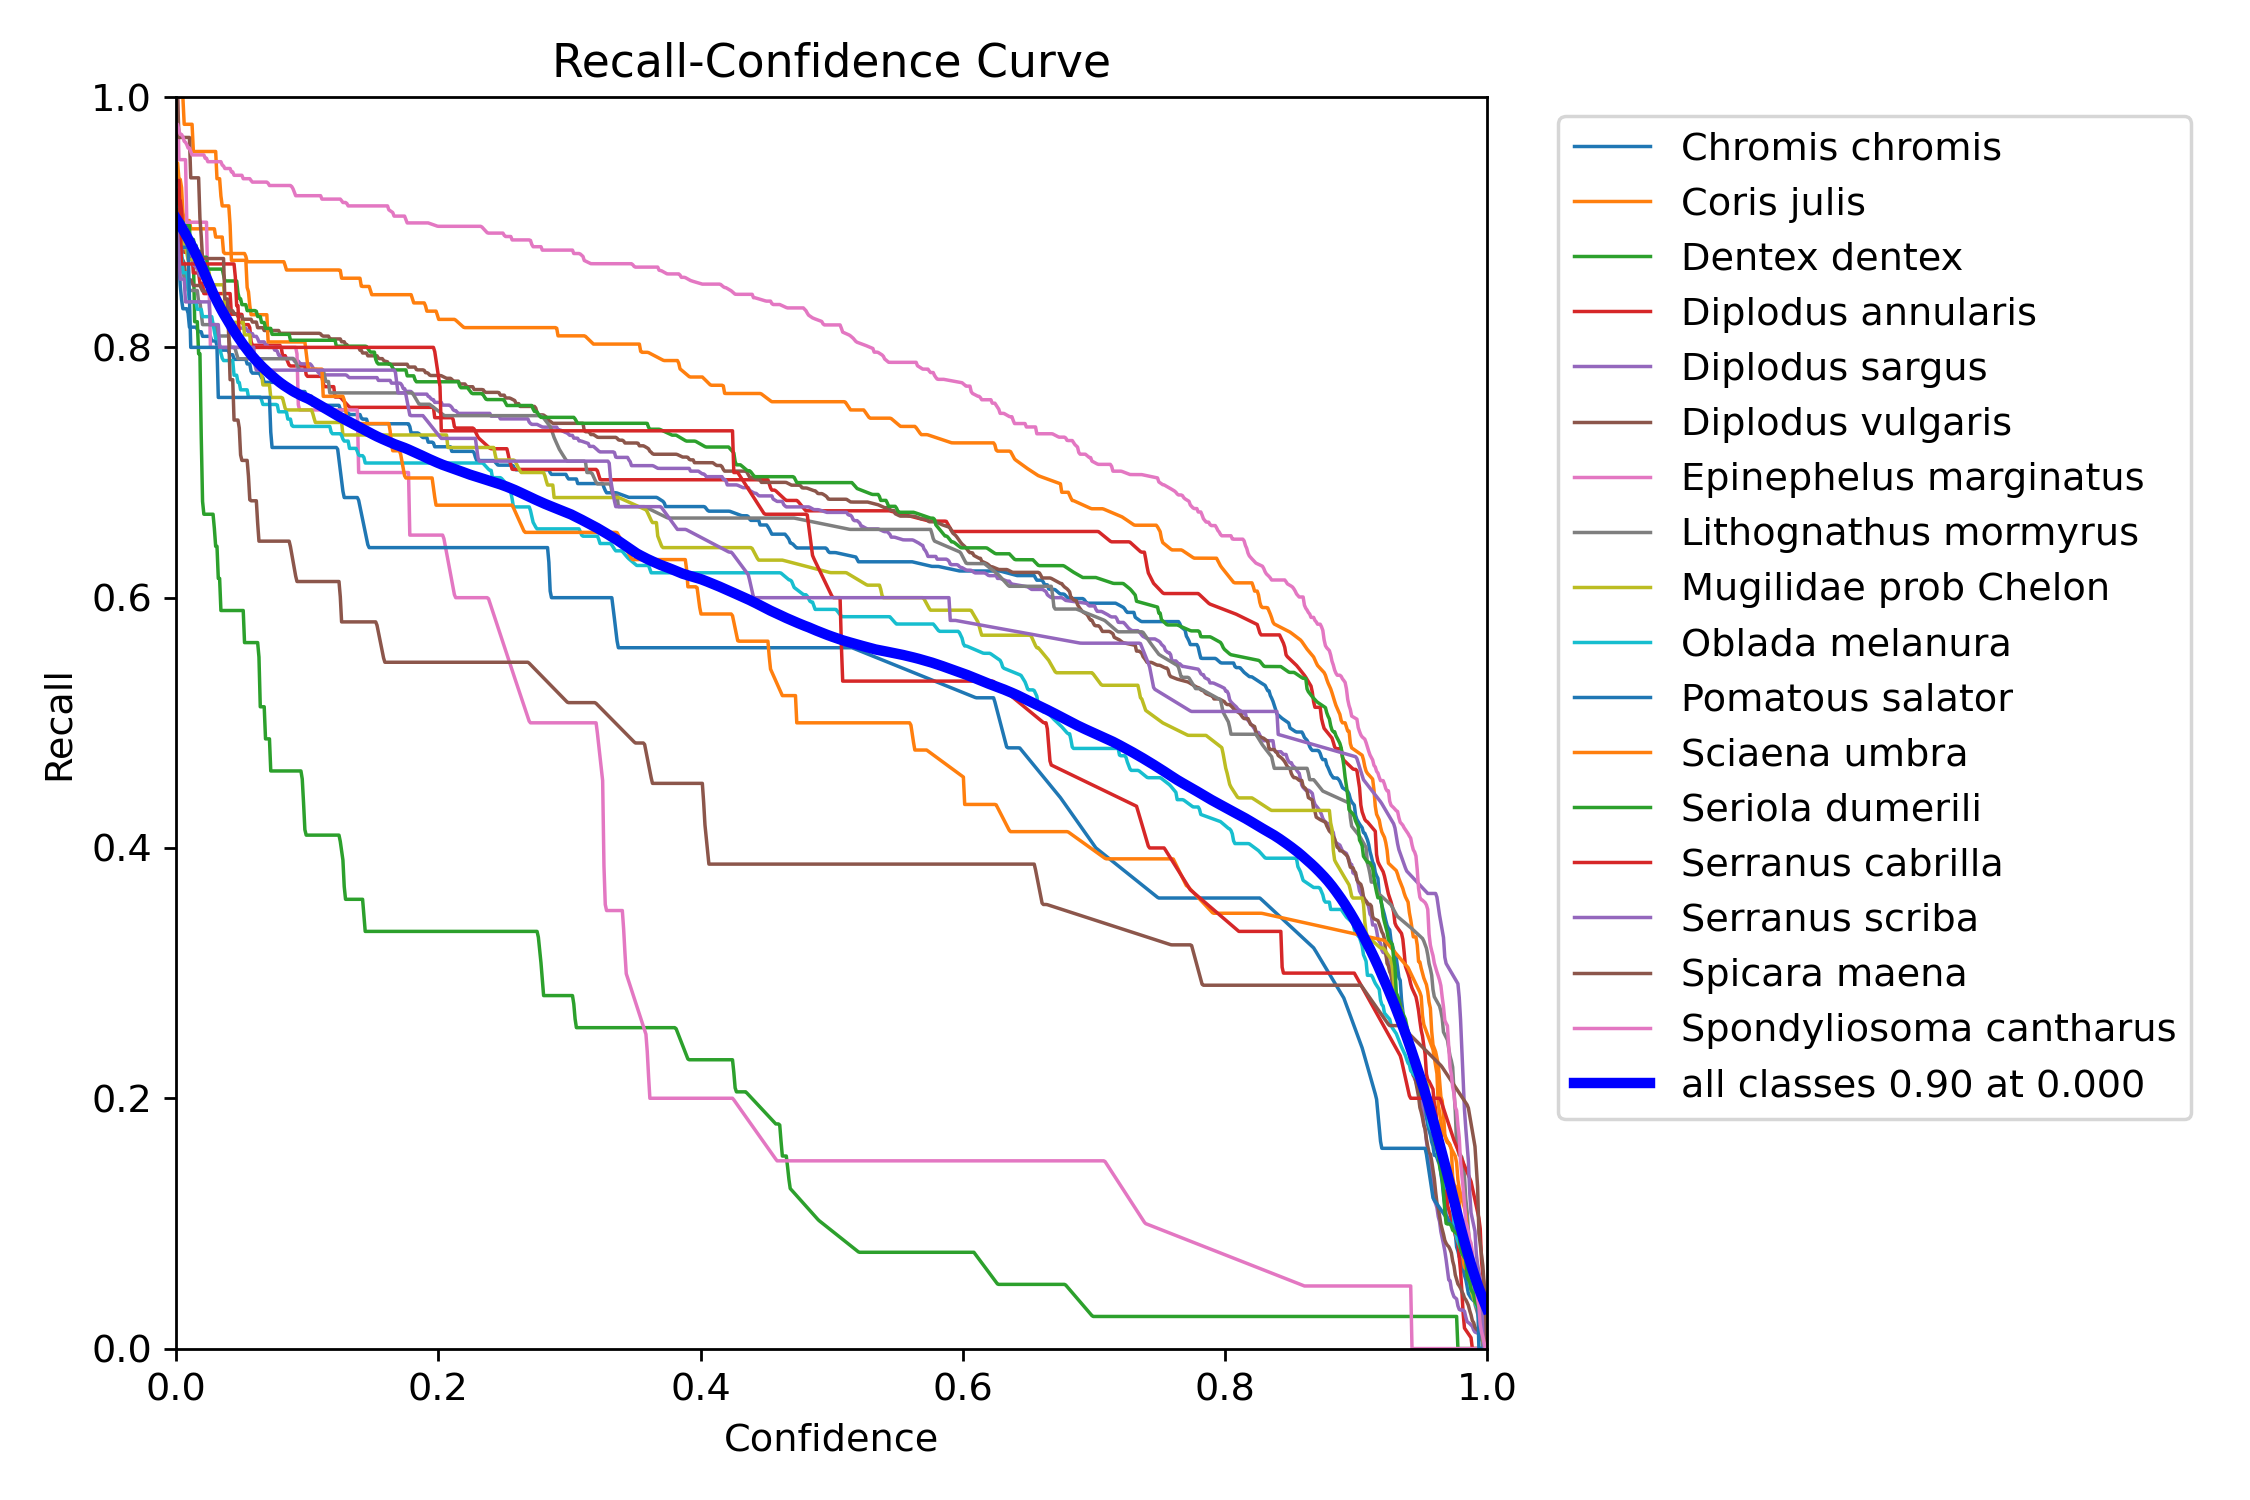 Recall-Confidence Curve
1.0
0.8
0.6
0.4
0.2
0.0
Recall
0.0 0.2 0.4 0.6 0.8 1.0
Confidence
Chromis chromis
Coris julis
Dentex dentex
Diplodus annularis
Diplodus sargus
Diplodus vulgaris
Epinephelus marginatus
Lithognathus mormyrus
Mugilidae prob Chelon
Oblada melanura
Pomatous salator
Sciaena umbra
Seriola dumerili
Serranus cabrilla
Serranus scriba
Spicara maena
Spondyliosoma cantharus
all classes 0.90 at 0.000